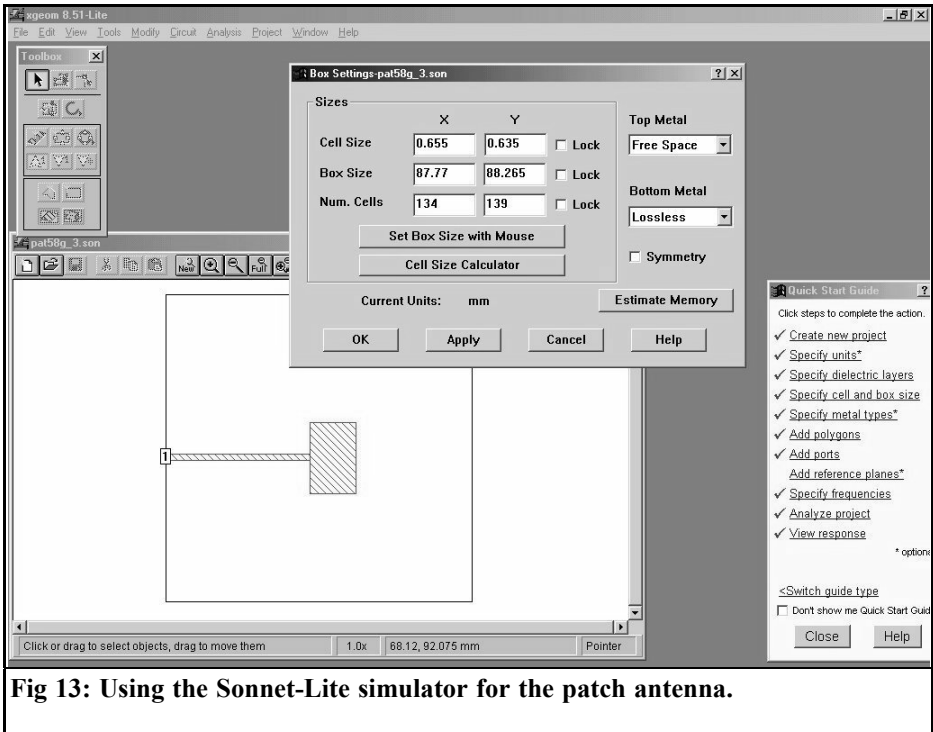 xgeom 8.51-Lite
File Edit View Tools Modify Circuit Analysis Project Window Help
Toolbox
Box Settings-pat58g_3.son
Sizes
X Y
Cell Size 0.655 0.635 Lock
Box Size 87.77 88.265 Lock
Num. Cells 134 139 Lock
Set Box Size with Mouse
Cell Size Calculator
Top Metal
Free Space
Bottom Metal
Lossless
Symmetry
Current Units: mm
Estimate Memory
OK Apply Cancel Help
pat58g_3.son
New Full
1
Click or drag to select objects, drag to move them 1.0x 68.12, 92.075 mm Pointer
Quick Start Guide
Click steps to complete the action.
Create new project
Specify units*
Specify dielectric layers
Specify cell and box size
Specify metal types*
Add polygons
Add ports
Add reference planes*
Specify frequencies
Analyze project
View response
* optiona
<Switch guide type
Don't show me Quick Start Guid
Close Help
Fig 13: Using the Sonnet-Lite simulator for the patch antenna.